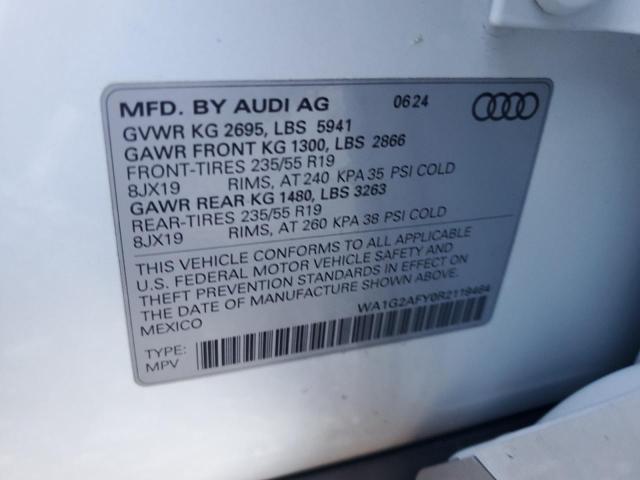 MFD. BY AUDI AG 06 24
GVWR KG 2695, LBS 5941
GAWR FRONT KG 1300, LBS 2866
FRONT-TIRES 235/55 R19
8JX19 RIMS, AT 240 KPA 35 PSI COLD
GAWR REAR KG 1480, LBS 3263
REAR-TIRES 235/55 R19
8JX19 RIMS, AT 260 KPA 38 PSI COLD
THIS VEHICLE CONFORMS TO ALL APPLICABLE
U.S. FEDERAL MOTOR VEHICLE SAFETY AND
THEFT PREVENTION STANDARDS IN EFFECT ON
THE DATE OF MANUFACTURE SHOWN ABOVE.
MEXICO
WA1G2AFY0R2119464
TYPE:
MPV